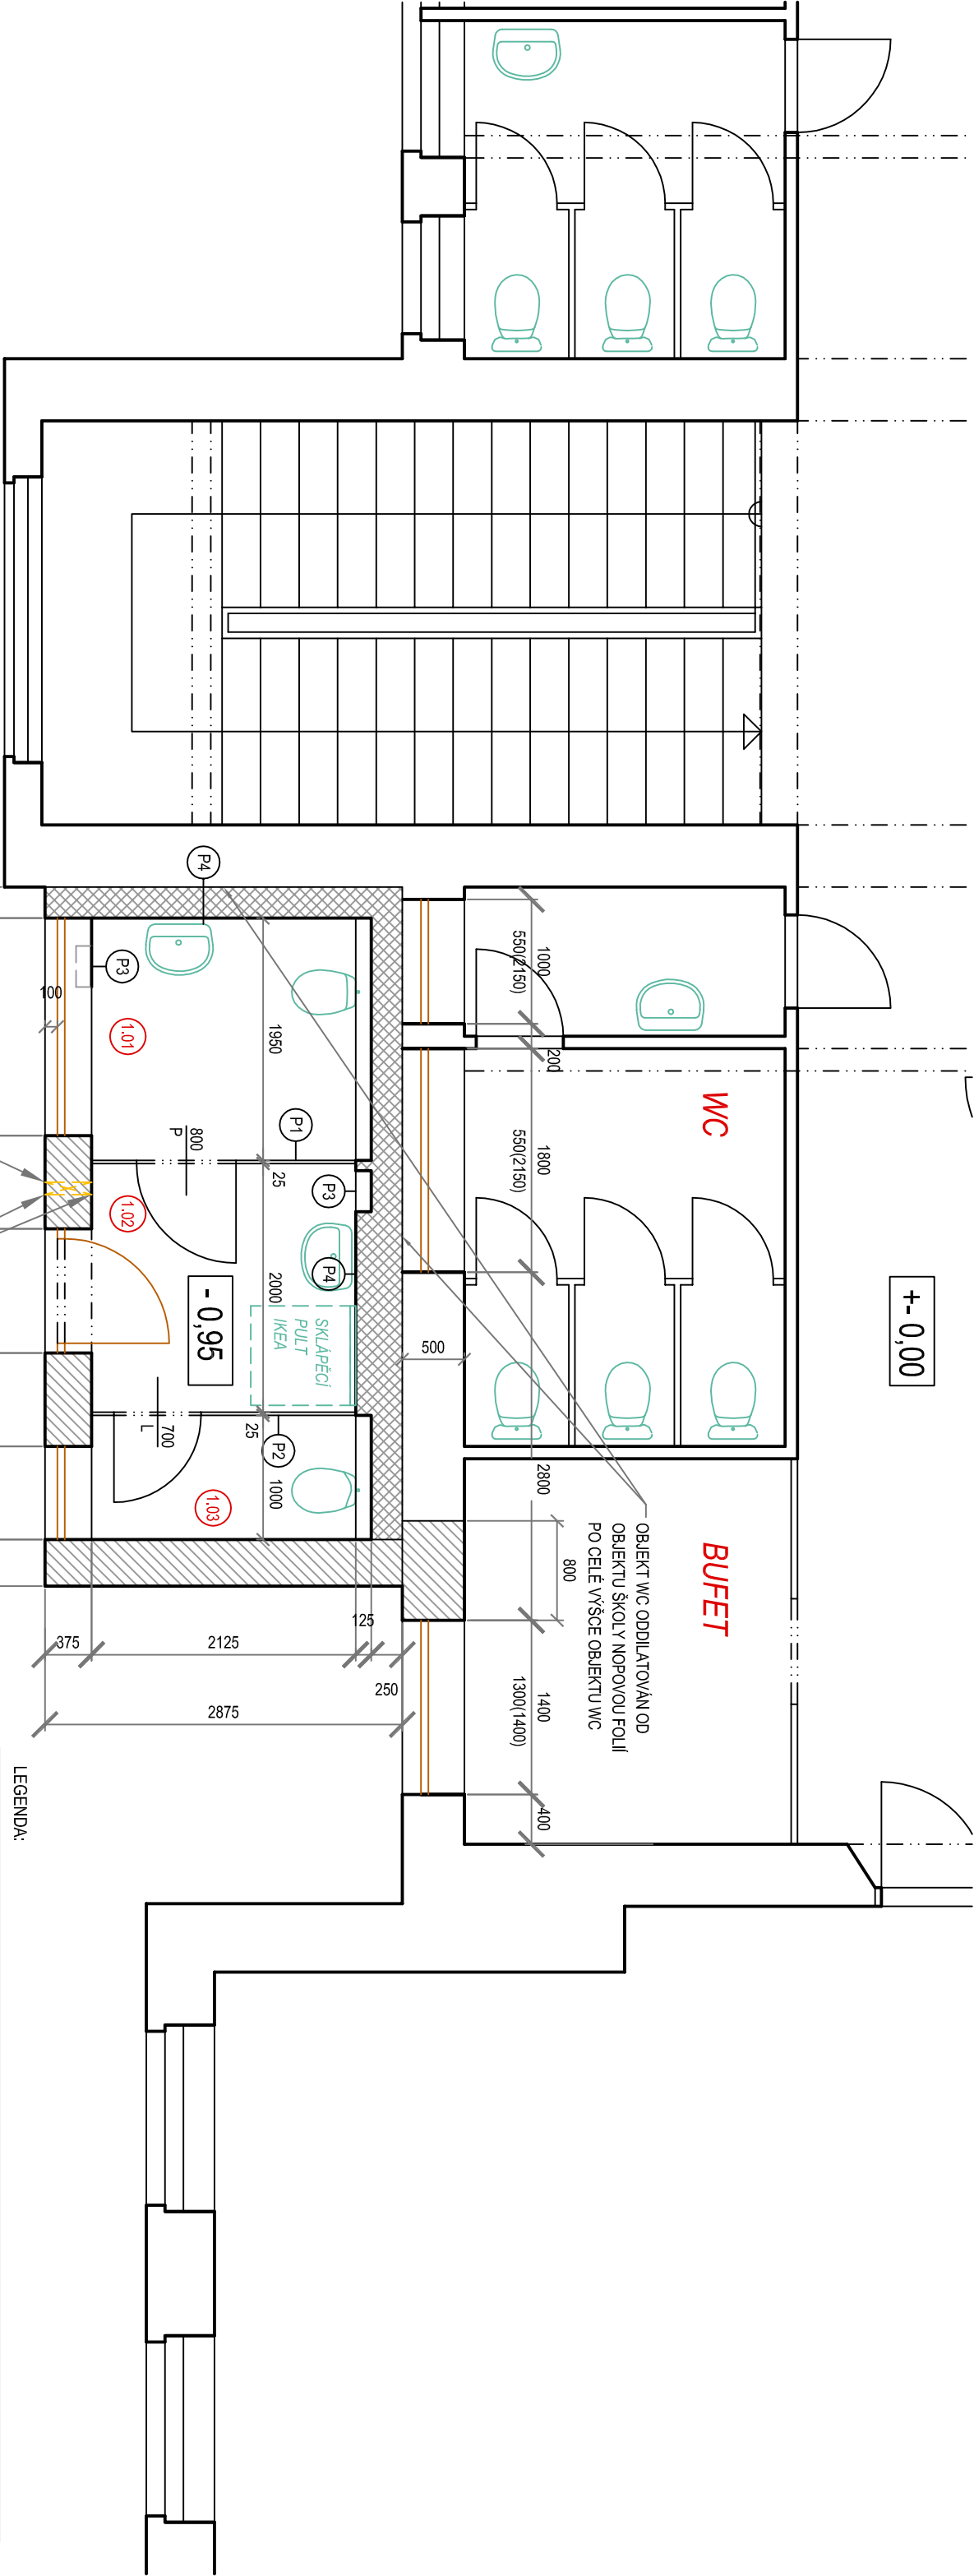 +- 0,00
WC
BUFET
OBJEKT WC ODDILATOVÁN OD
OBJEKTU ŠKOLY NOPOVOU FOLIÍ
PO CELÉ VÝŠCE OBJEKTU WC
1000
550(2150)
200
1800
550(2150)
2800
800
1400
1300(1400)
400
500
P4
P3
100
1.01
1950
P1
800
P
25
P3
1.02
P4
2000
SKLÁPĚCÍ
PULT
IKEA
- 0,95
25
P2
700
L
1000
1.03
125
250
2125
375
2875
LEGENDA: